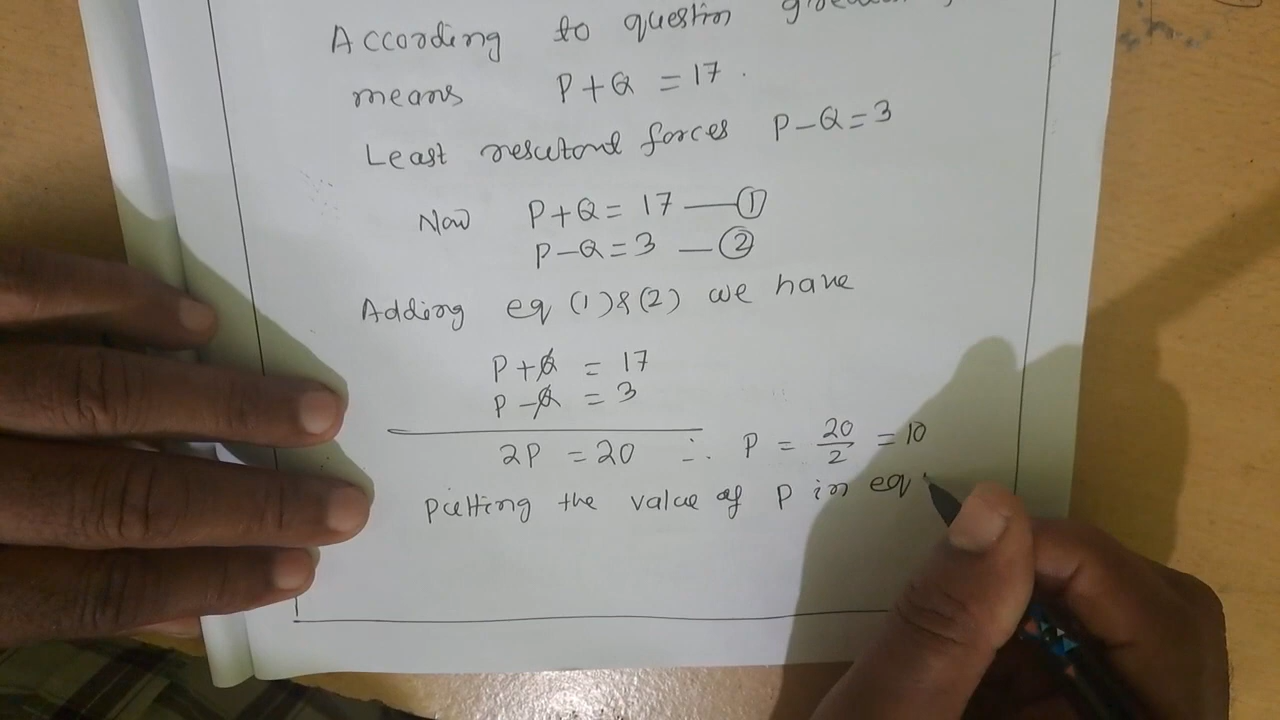 According to question
means P+Q = 17.
Least resutant forces P-Q=3
Now P+Q= 17 —①
P-Q=3 —②
Adding eq (1)&(2) we have
P+Q = 17
P-Q = 3
2P = 20 ∴ P = 20/2 = 10
putting the value of P in eq